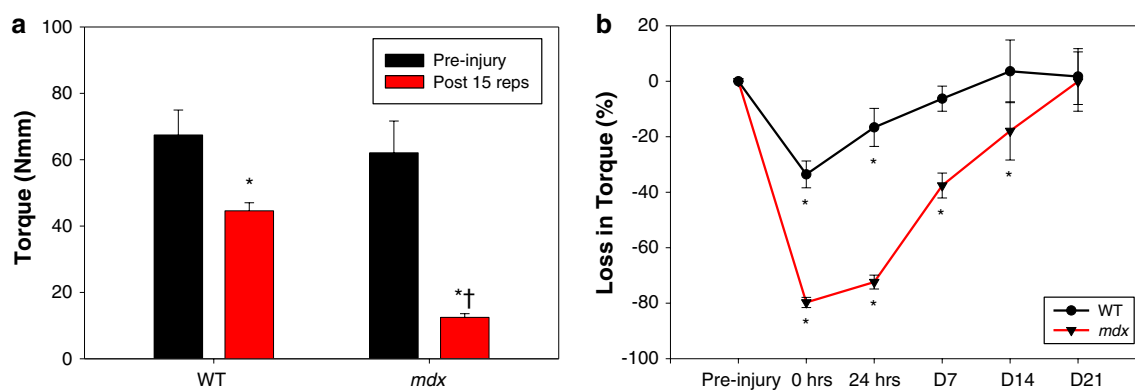 a
Torque (Nmm)
100
80
60
40
20
0
Pre-injury
Post 15 reps
*
*†
WT
mdx
b
Loss in Torque (%)
20
0
-20
-40
-60
-80
-100
*
*
*
*
*
*
WT
mdx
Pre-injury 0 hrs 24 hrs D7 D14 D21